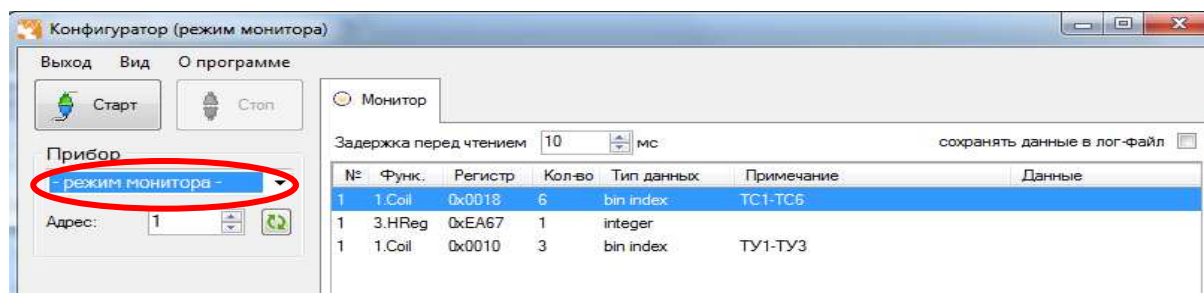 Конфигуратор (режим монитора)
Выход Вид О программе
Старт Стоп
Монитор
Задержка перед чтением 10 мс сохранять данные в лог-файл
Прибор
- режим монитора -
Адрес: 1
№ Функ. Регистр Кол-во Тип данных Примечание Данные
1 1.Coil 0x0018 6 bin index ТС1-ТС6
1 3.HReg 0xEA67 1 integer
1 1.Coil 0x0010 3 bin index ТУ1-ТУ3